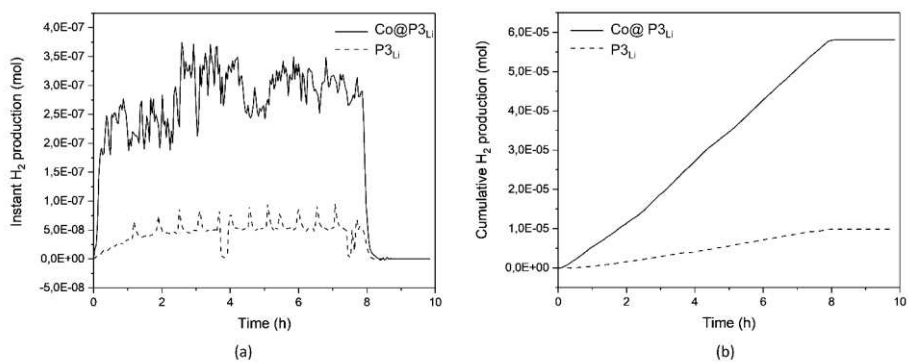 Instant H₂ production (mol)
4,0E-07
3,5E-07
3,0E-07
2,5E-07
2,0E-07
1,5E-07
1,0E-07
5,0E-08
0,0E+00
-5,0E-08
Co@P3Li
P3Li
0 2 4 6 8 10
Time (h)
(a)
Cumulative H₂ production (mol)
6,0E-05
5,0E-05
4,0E-05
3,0E-05
2,0E-05
1,0E-05
0,0E+00
Co@ P3Li
P3Li
0 2 4 6 8 10
Time (h)
(b)